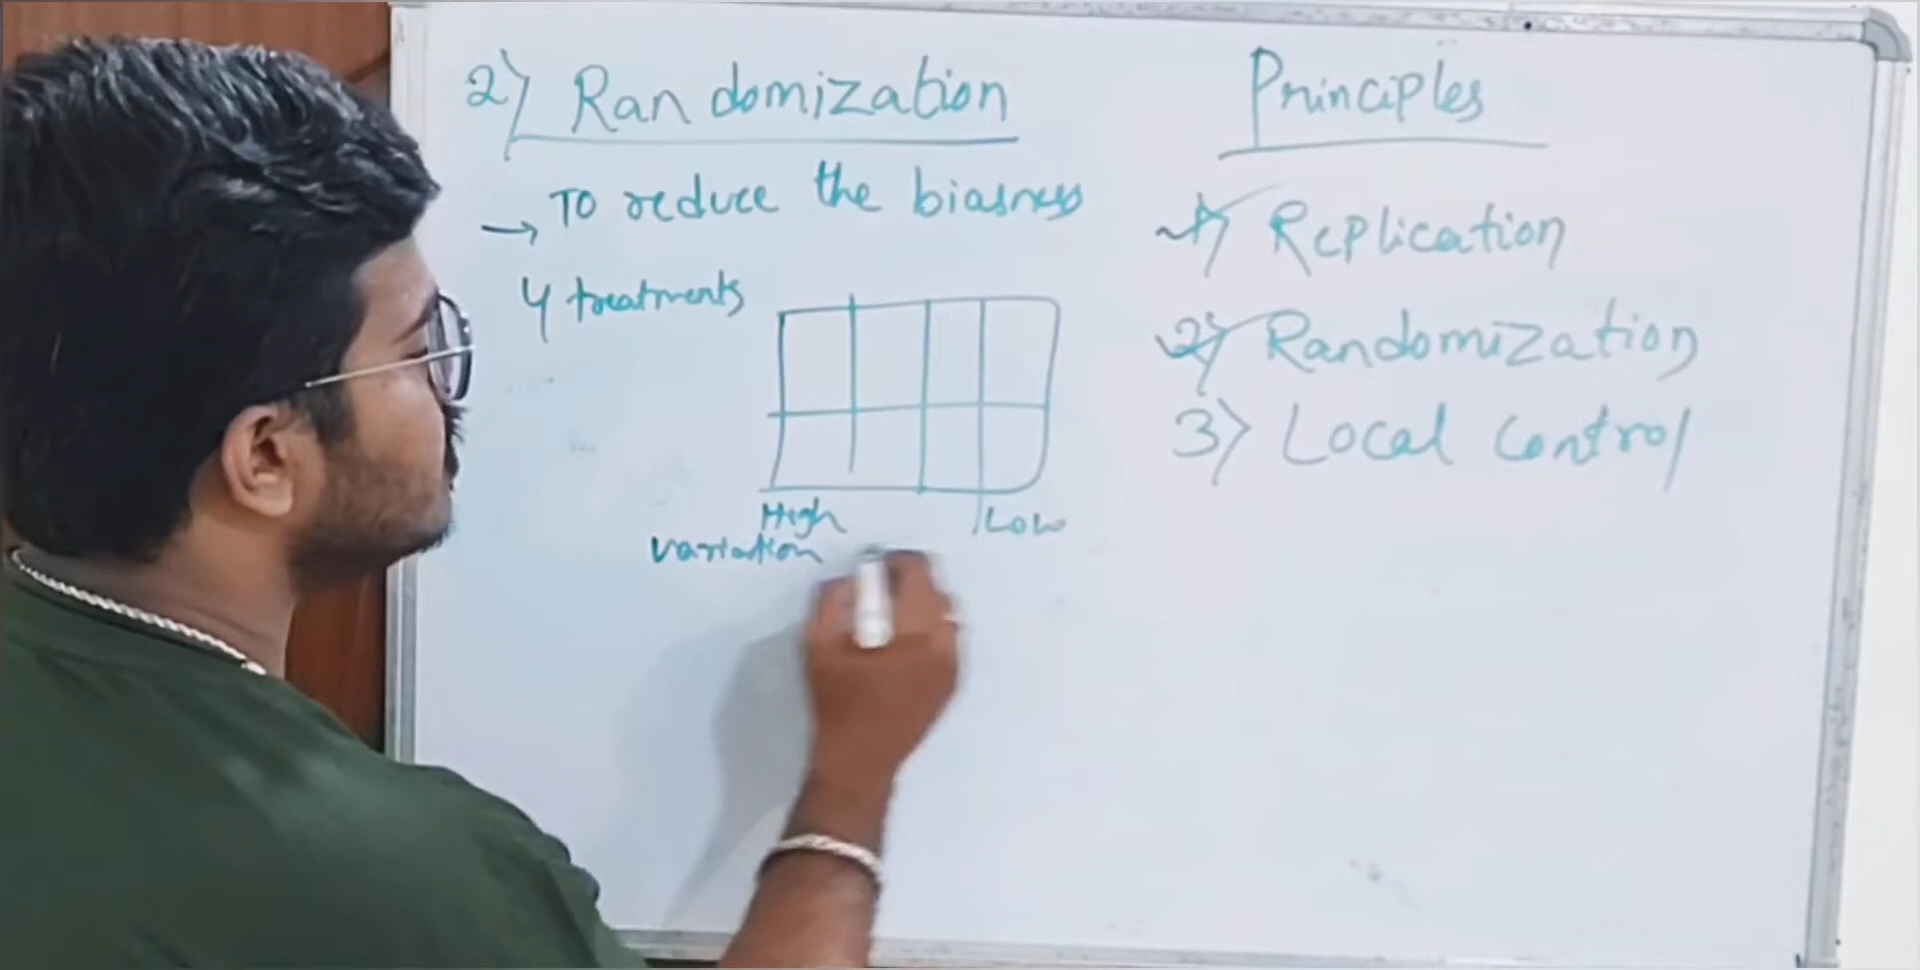 2) Randomization
→ To reduce the biasness
4 treatments
High
variation
Low
Principles
1) Replication
2) Randomization
3) Local Control